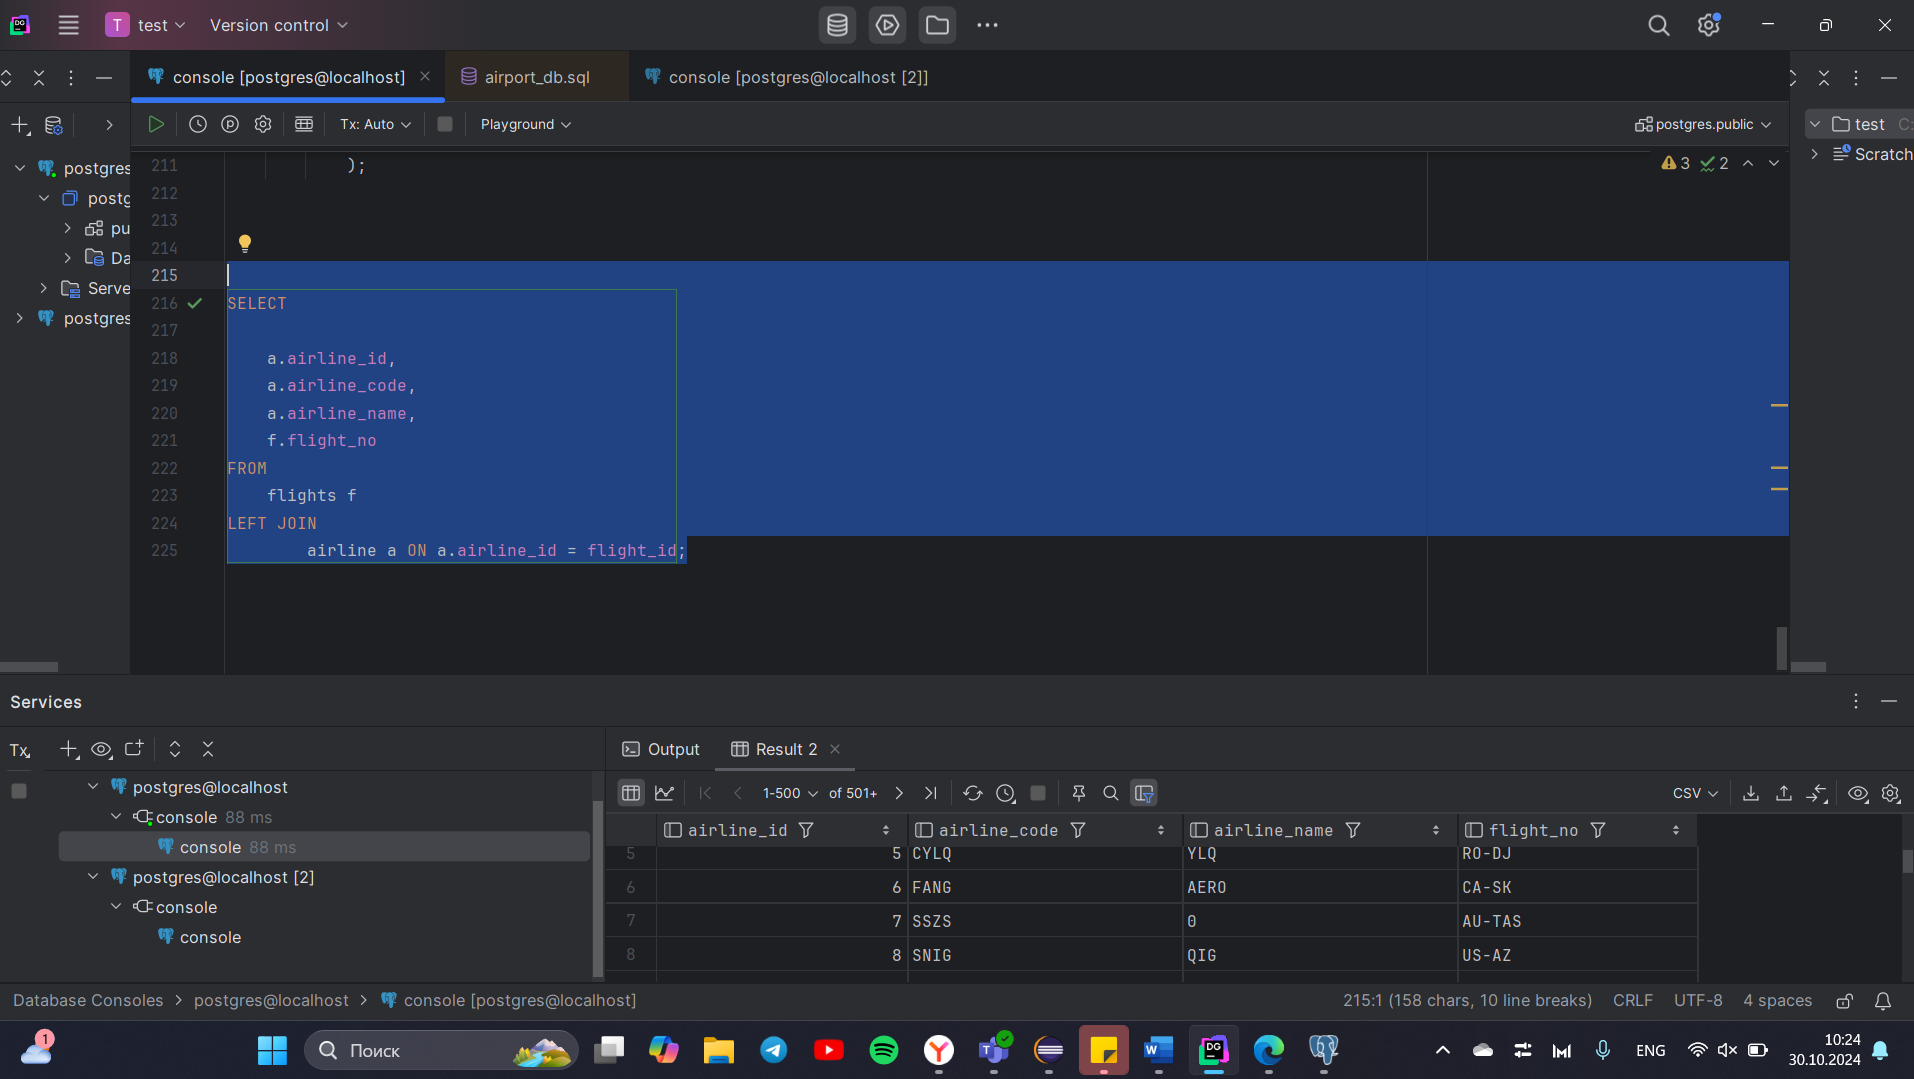 T test Version control
console [postgres@localhost] airport_db.sql console [postgres@localhost [2]]
Tx: Auto Playground postgres.public
test C:
Scratch
postgres
postg
pu
Da
Serve
postgres
3 2
211 );
212
213
214
215
216 SELECT
217
218 a.airline_id,
219 a.airline_code,
220 a.airline_name,
221 f.flight_no
222 FROM
223 flights f
224 LEFT JOIN
225 airline a ON a.airline_id = flight_id;
Services
Tx
postgres@localhost
console 88 ms
console 88 ms
postgres@localhost [2]
console
console
Output Result 2
1-500 of 501+ CSV
airline_id airline_code airline_name flight_no
5 5 CYLQ YLQ RO-DJ
6 6 FANG AERO CA-SK
7 7 SSZS 0 AU-TAS
8 8 SNIG QIG US-AZ
Database Consoles > postgres@localhost > console [postgres@localhost] 215:1 (158 chars, 10 line breaks) CRLF UTF-8 4 spaces
1 Поиск ENG 10:24
30.10.2024